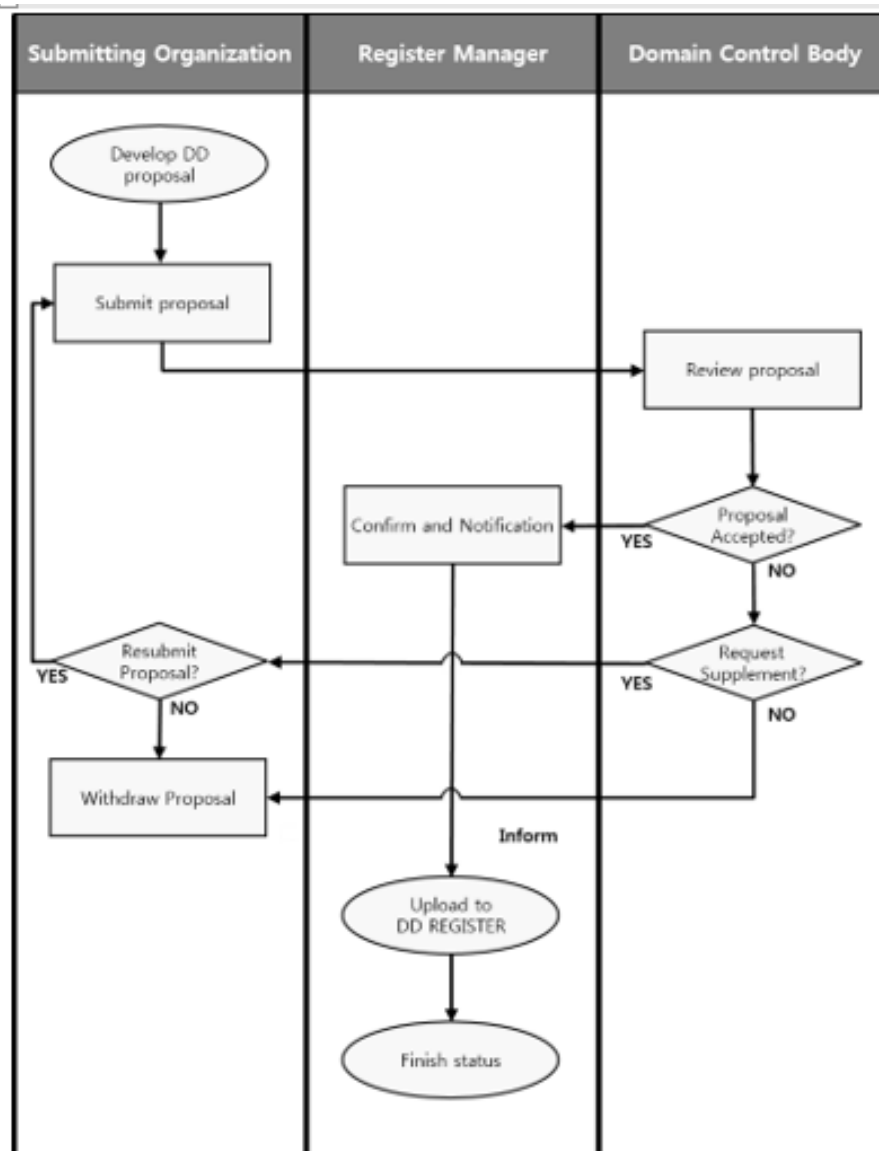 Submitting Organization
Register Manager
Domain Control Body
Develop DD
proposal
Submit proposal
Review proposal
Proposal
Accepted?
Confirm and Notification
YES
NO
Resubmit
Proposal?
Request
Supplement?
YES
YES
NO
NO
Withdraw Proposal
Inform
Upload to
DD REGISTER
Finish status